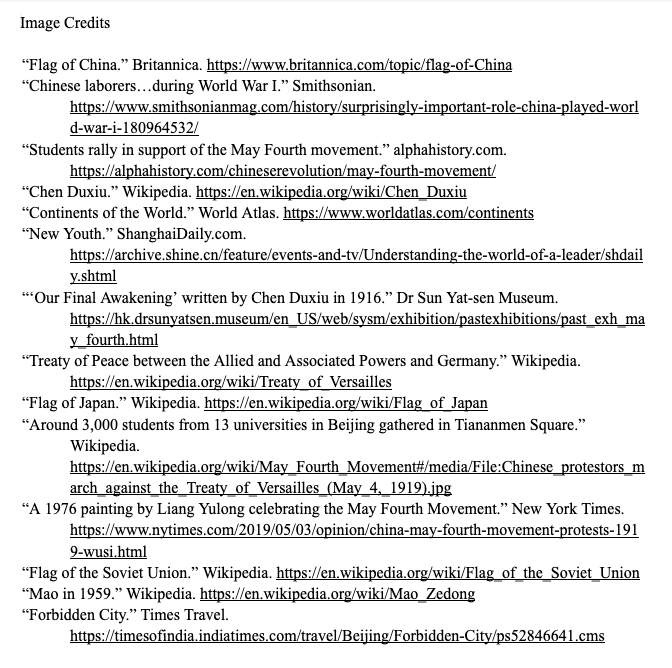 Image Credits
“Flag of China.” Britannica. https://www.britannica.com/topic/flag-of-China
“Chinese laborers…during World War I.” Smithsonian.
https://www.smithsonianmag.com/history/surprisingly-important-role-china-played-worl
d-war-i-180964532/
“Students rally in support of the May Fourth movement.” alphahistory.com.
https://alphahistory.com/chineserevolution/may-fourth-movement/
“Chen Duxiu.” Wikipedia. https://en.wikipedia.org/wiki/Chen_Duxiu
“Continents of the World.” World Atlas. https://www.worldatlas.com/continents
“New Youth.” ShanghaiDaily.com.
https://archive.shine.cn/feature/events-and-tv/Understanding-the-world-of-a-leader/shdail
y.shtml
“‘Our Final Awakening’ written by Chen Duxiu in 1916.” Dr Sun Yat-sen Museum.
https://hk.drsunyatsen.museum/en_US/web/sysm/exhibition/pastexhibitions/past_exh_ma
y_fourth.html
“Treaty of Peace between the Allied and Associated Powers and Germany.” Wikipedia.
https://en.wikipedia.org/wiki/Treaty_of_Versailles
“Flag of Japan.” Wikipedia. https://en.wikipedia.org/wiki/Flag_of_Japan
“Around 3,000 students from 13 universities in Beijing gathered in Tiananmen Square.”
Wikipedia.
https://en.wikipedia.org/wiki/May_Fourth_Movement#/media/File:Chinese_protestors_m
arch_against_the_Treaty_of_Versailles_(May_4,_1919).jpg
“A 1976 painting by Liang Yulong celebrating the May Fourth Movement.” New York Times.
https://www.nytimes.com/2019/05/03/opinion/china-may-fourth-movement-protests-191
9-wusi.html
“Flag of the Soviet Union.” Wikipedia. https://en.wikipedia.org/wiki/Flag_of_the_Soviet_Union
“Mao in 1959.” Wikipedia. https://en.wikipedia.org/wiki/Mao_Zedong
“Forbidden City.” Times Travel.
https://timesofindia.indiatimes.com/travel/Beijing/Forbidden-City/ps52846641.cms